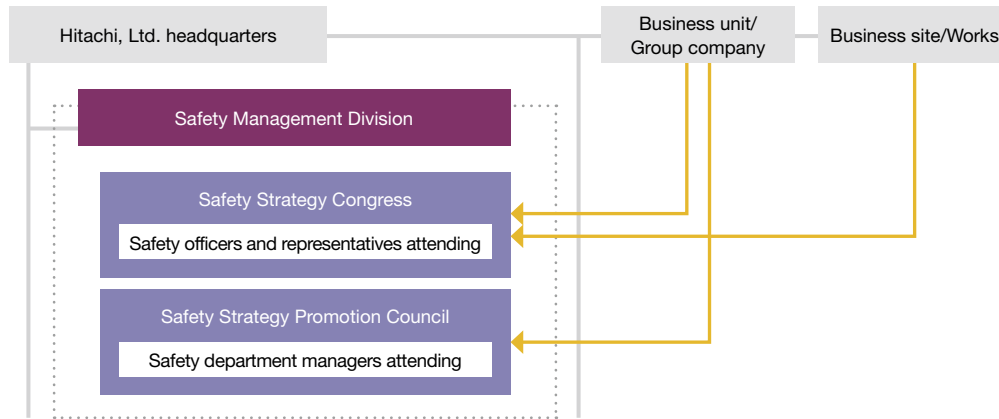 Hitachi, Ltd. headquarters
Business unit/
Group company
Business site/Works
Safety Management Division
Safety Strategy Congress
Safety officers and representatives attending
Safety Strategy Promotion Council
Safety department managers attending